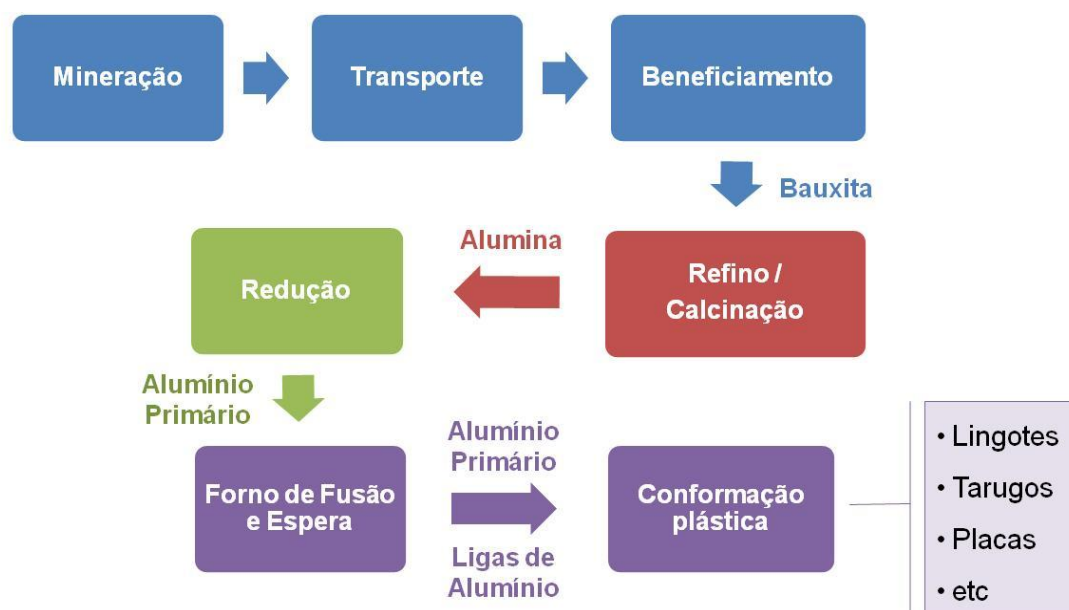 Mineração
Transporte
Beneficiamento
Bauxita
Refino /
Calcinação
Alumina
Redução
Alumínio
Primário
Forno de Fusão
e Espera
Alumínio
Primário
Ligas de
Alumínio
Conformação
plástica
• Lingotes
• Tarugos
• Placas
• etc